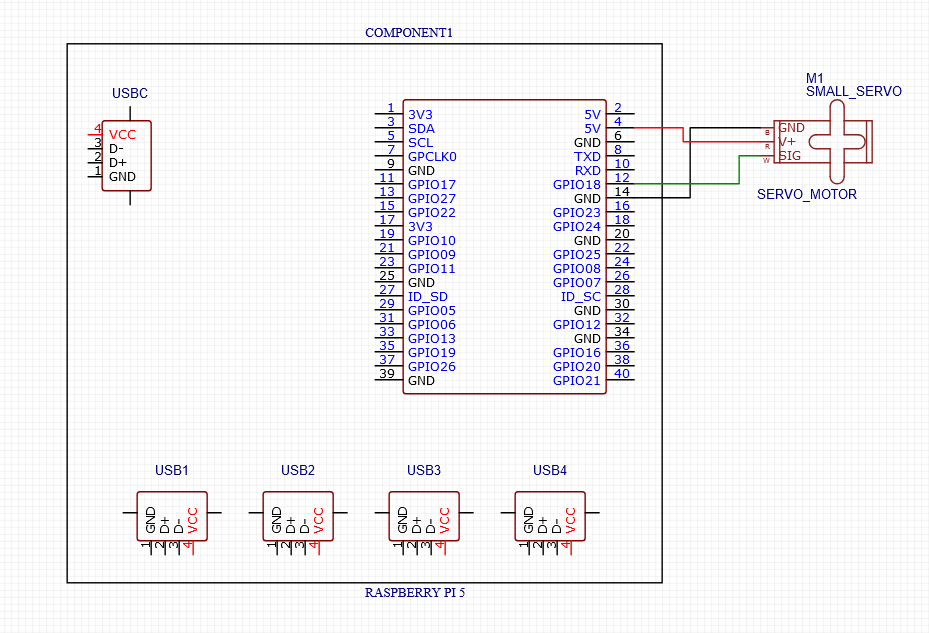 COMPONENT1
USBC
4 VCC
3 D-
2 D+
1 GND
1 3V3 5V 2
3 SDA 5V 4
5 SCL GND 6
7 GPCLK0 TXD 8
9 GND RXD 10
11 GPIO17 GPIO18 12
13 GPIO27 GND 14
15 GPIO22 GPIO23 16
17 3V3 GPIO24 18
19 GPIO10 GND 20
21 GPIO09 GPIO25 22
23 GPIO11 GPIO08 24
25 GND GPIO07 26
27 ID_SD ID_SC 28
29 GPIO05 GND 30
31 GPIO06 GPIO12 32
33 GPIO13 GND 34
35 GPIO19 GPIO16 36
37 GPIO26 GPIO20 38
39 GND GPIO21 40
M1
SMALL_SERVO
B GND
R V+
W SIG
SERVO_MOTOR
USB1
GND D+ D- VCC
1 2 3 4
USB2
GND D+ D- VCC
1 2 3 4
USB3
GND D+ D- VCC
1 2 3 4
USB4
GND D+ D- VCC
1 2 3 4
RASPBERRY PI 5